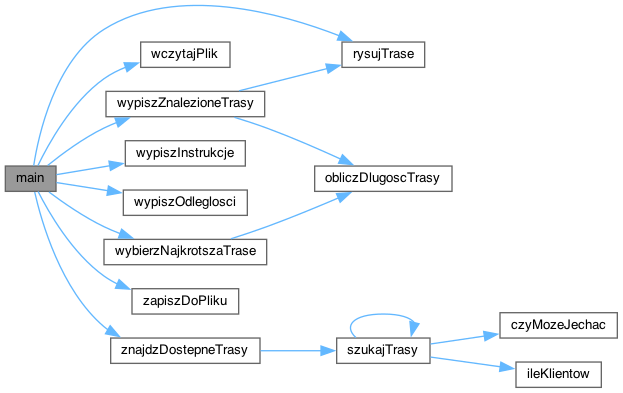 main
wczytajPlik
wypiszZnalezioneTrasy
wypiszInstrukcje
wypiszOdleglosci
wybierzNajkrotszaTrase
zapiszDoPliku
znajdzDostepneTrasy
rysujTrase
obliczDlugoscTrasy
szukajTrasy
czyMozeJechac
ileKlientow